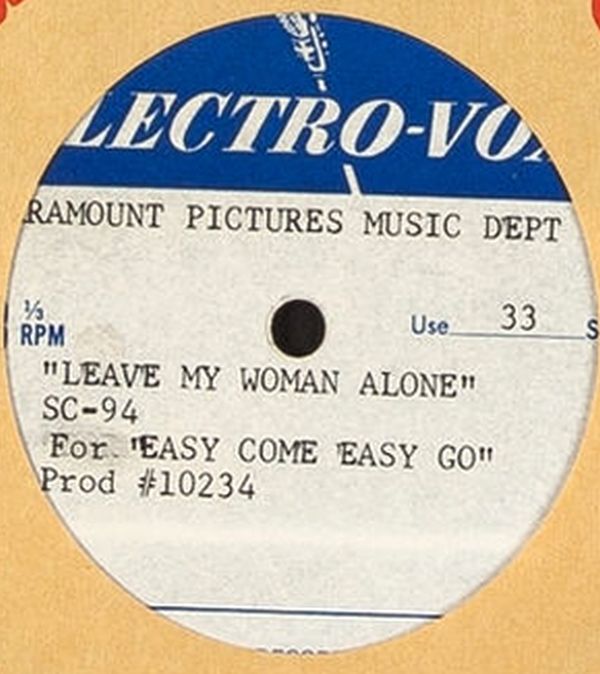 LECTRO-VO
RAMOUNT PICTURES MUSIC DEPT
⅓ RPM
Use 33 S
"LEAVE MY WOMAN ALONE"
SC-94
For "EASY COME EASY GO"
Prod #10234